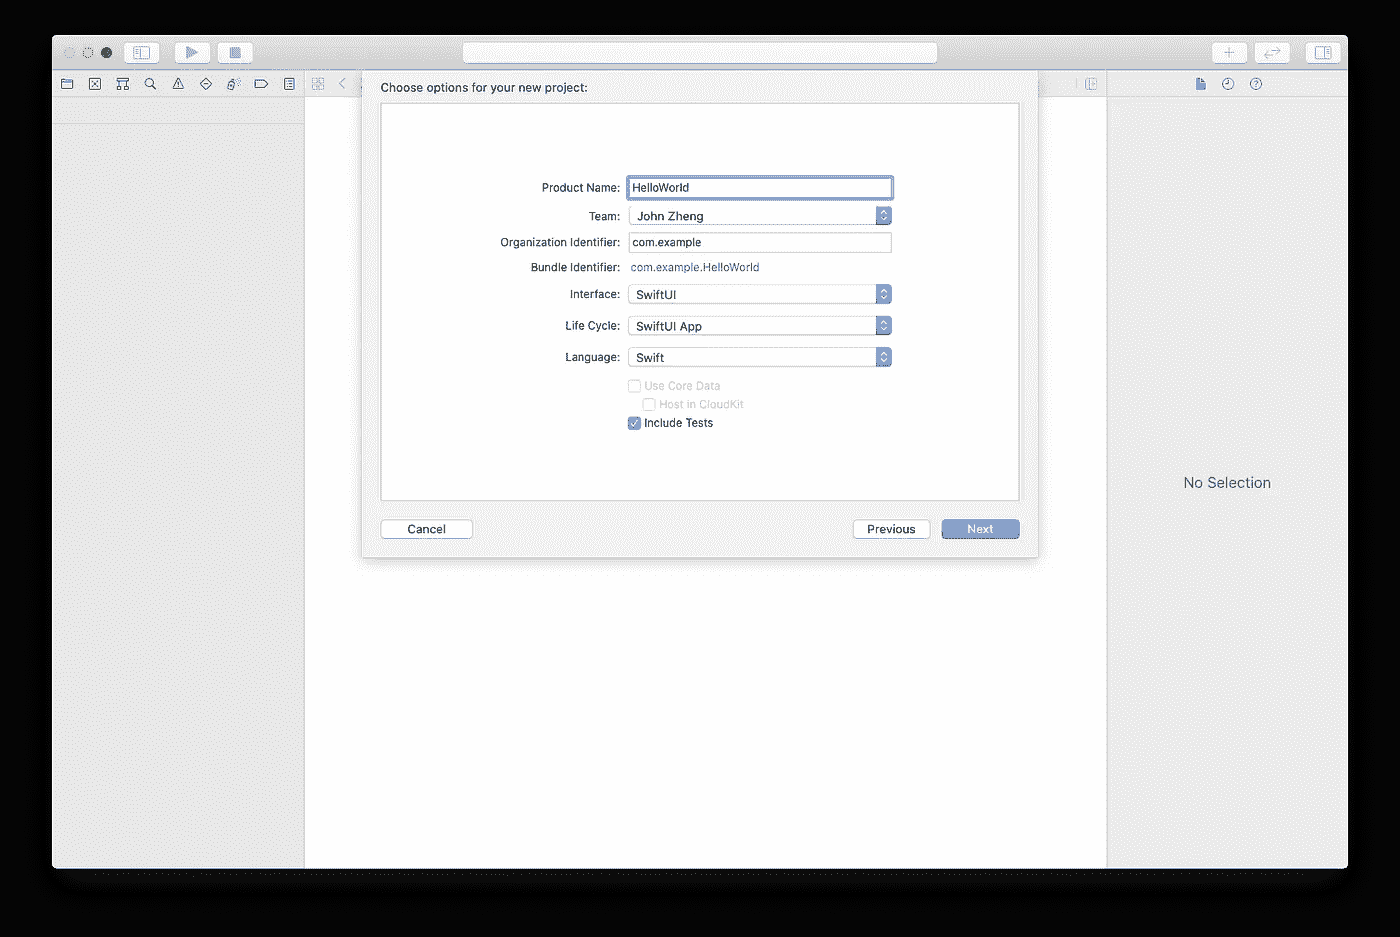 Choose options for your new project:
Product Name: HelloWorld
Team: John Zheng
Organization Identifier: com.example
Bundle Identifier: com.example.HelloWorld
Interface: SwiftUI
Life Cycle: SwiftUI App
Language: Swift
Use Core Data
Host in CloudKit
Include Tests
No Selection
Cancel Previous Next